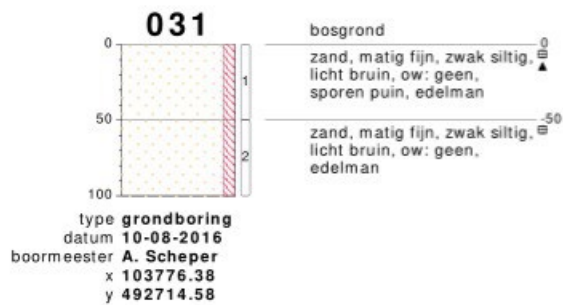 031
bosgrond
0
0
zand, matig fijn, zwak siltig,
licht bruin, ow: geen,
sporen puin, edelman
1
50
-50
zand, matig fijn, zwak siltig,
licht bruin, ow: geen,
edelman
2
100
type grondboring
datum 10-08-2016
boormeester A. Scheper
x 103776.38
y 492714.58